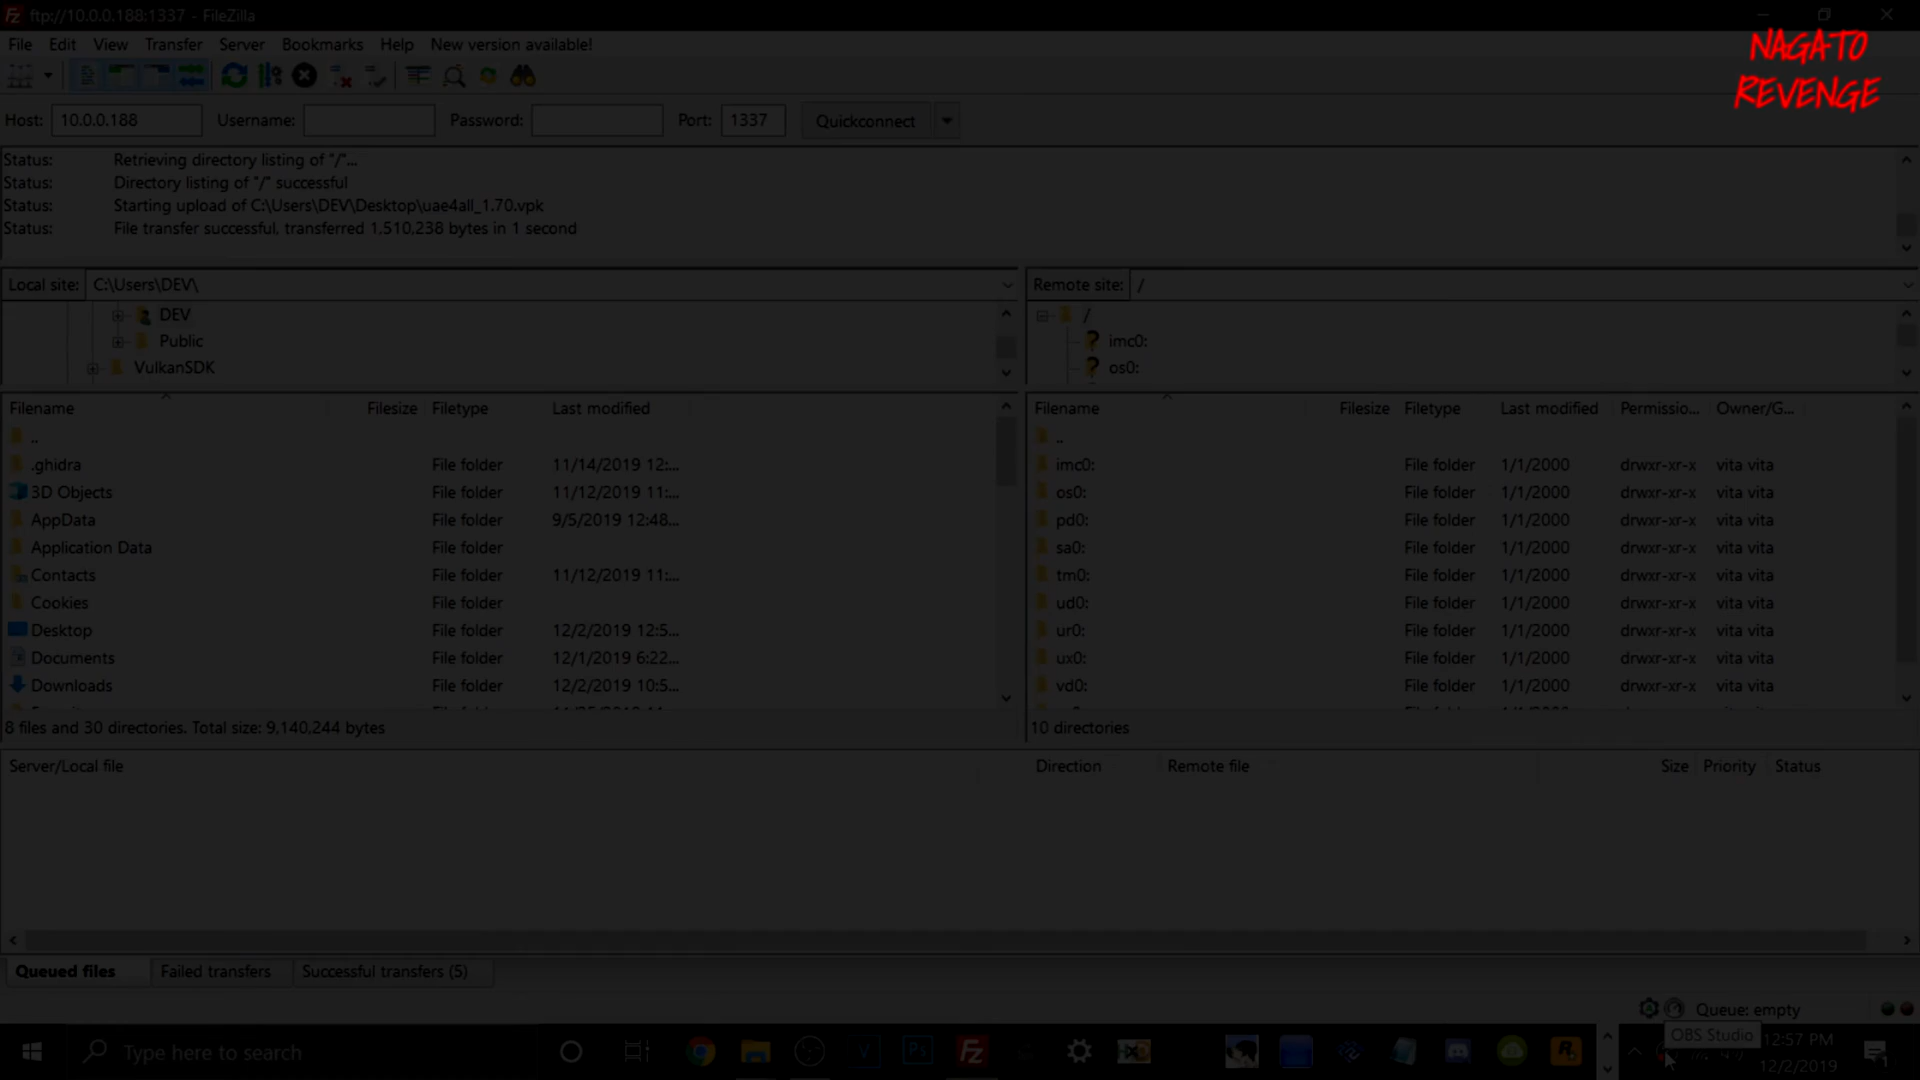 ftp://10.0.0.188:1337 - FileZilla
NAGATO
REVENGE
File Edit View Transfer Server Bookmarks Help New version available!
Host: 10.0.0.188 Username: Password: Port: 1337 Quickconnect
Status: Retrieving directory listing of "/"...
Status: Directory listing of "/" successful
Status: Starting upload of C:\Users\DEV\Desktop\uae4all_1.70.vpk
Status: File transfer successful, transferred 1,510,238 bytes in 1 second
Local site: C:\Users\DEV\ Remote site: /
DEV /
Public imc0:
VulkanSDK os0:
Filename Filesize Filetype Last modified Filename Filesize Filetype Last modified Permissio... Owner/G...
.. ..
.ghidra File folder 11/14/2019 12:... imc0: File folder 1/1/2000 drwxr-xr-x vita vita
3D Objects File folder 11/12/2019 11:... os0: File folder 1/1/2000 drwxr-xr-x vita vita
AppData File folder 9/5/2019 12:48... pd0: File folder 1/1/2000 drwxr-xr-x vita vita
Application Data File folder sa0: File folder 1/1/2000 drwxr-xr-x vita vita
Contacts File folder 11/12/2019 11:... tm0: File folder 1/1/2000 drwxr-xr-x vita vita
Cookies File folder ud0: File folder 1/1/2000 drwxr-xr-x vita vita
Desktop File folder 12/2/2019 12:5... ur0: File folder 1/1/2000 drwxr-xr-x vita vita
Documents File folder 12/1/2019 6:22... ux0: File folder 1/1/2000 drwxr-xr-x vita vita
Downloads File folder 12/2/2019 10:5... vd0: File folder 1/1/2000 drwxr-xr-x vita vita
8 files and 30 directories. Total size: 9,140,244 bytes 10 directories
Server/Local file Direction Remote file Size Priority Status
Queued files Failed transfers Successful transfers (5)
Queue: empty
OBS Studio
Type here to search 12:57 PM
12/2/2019